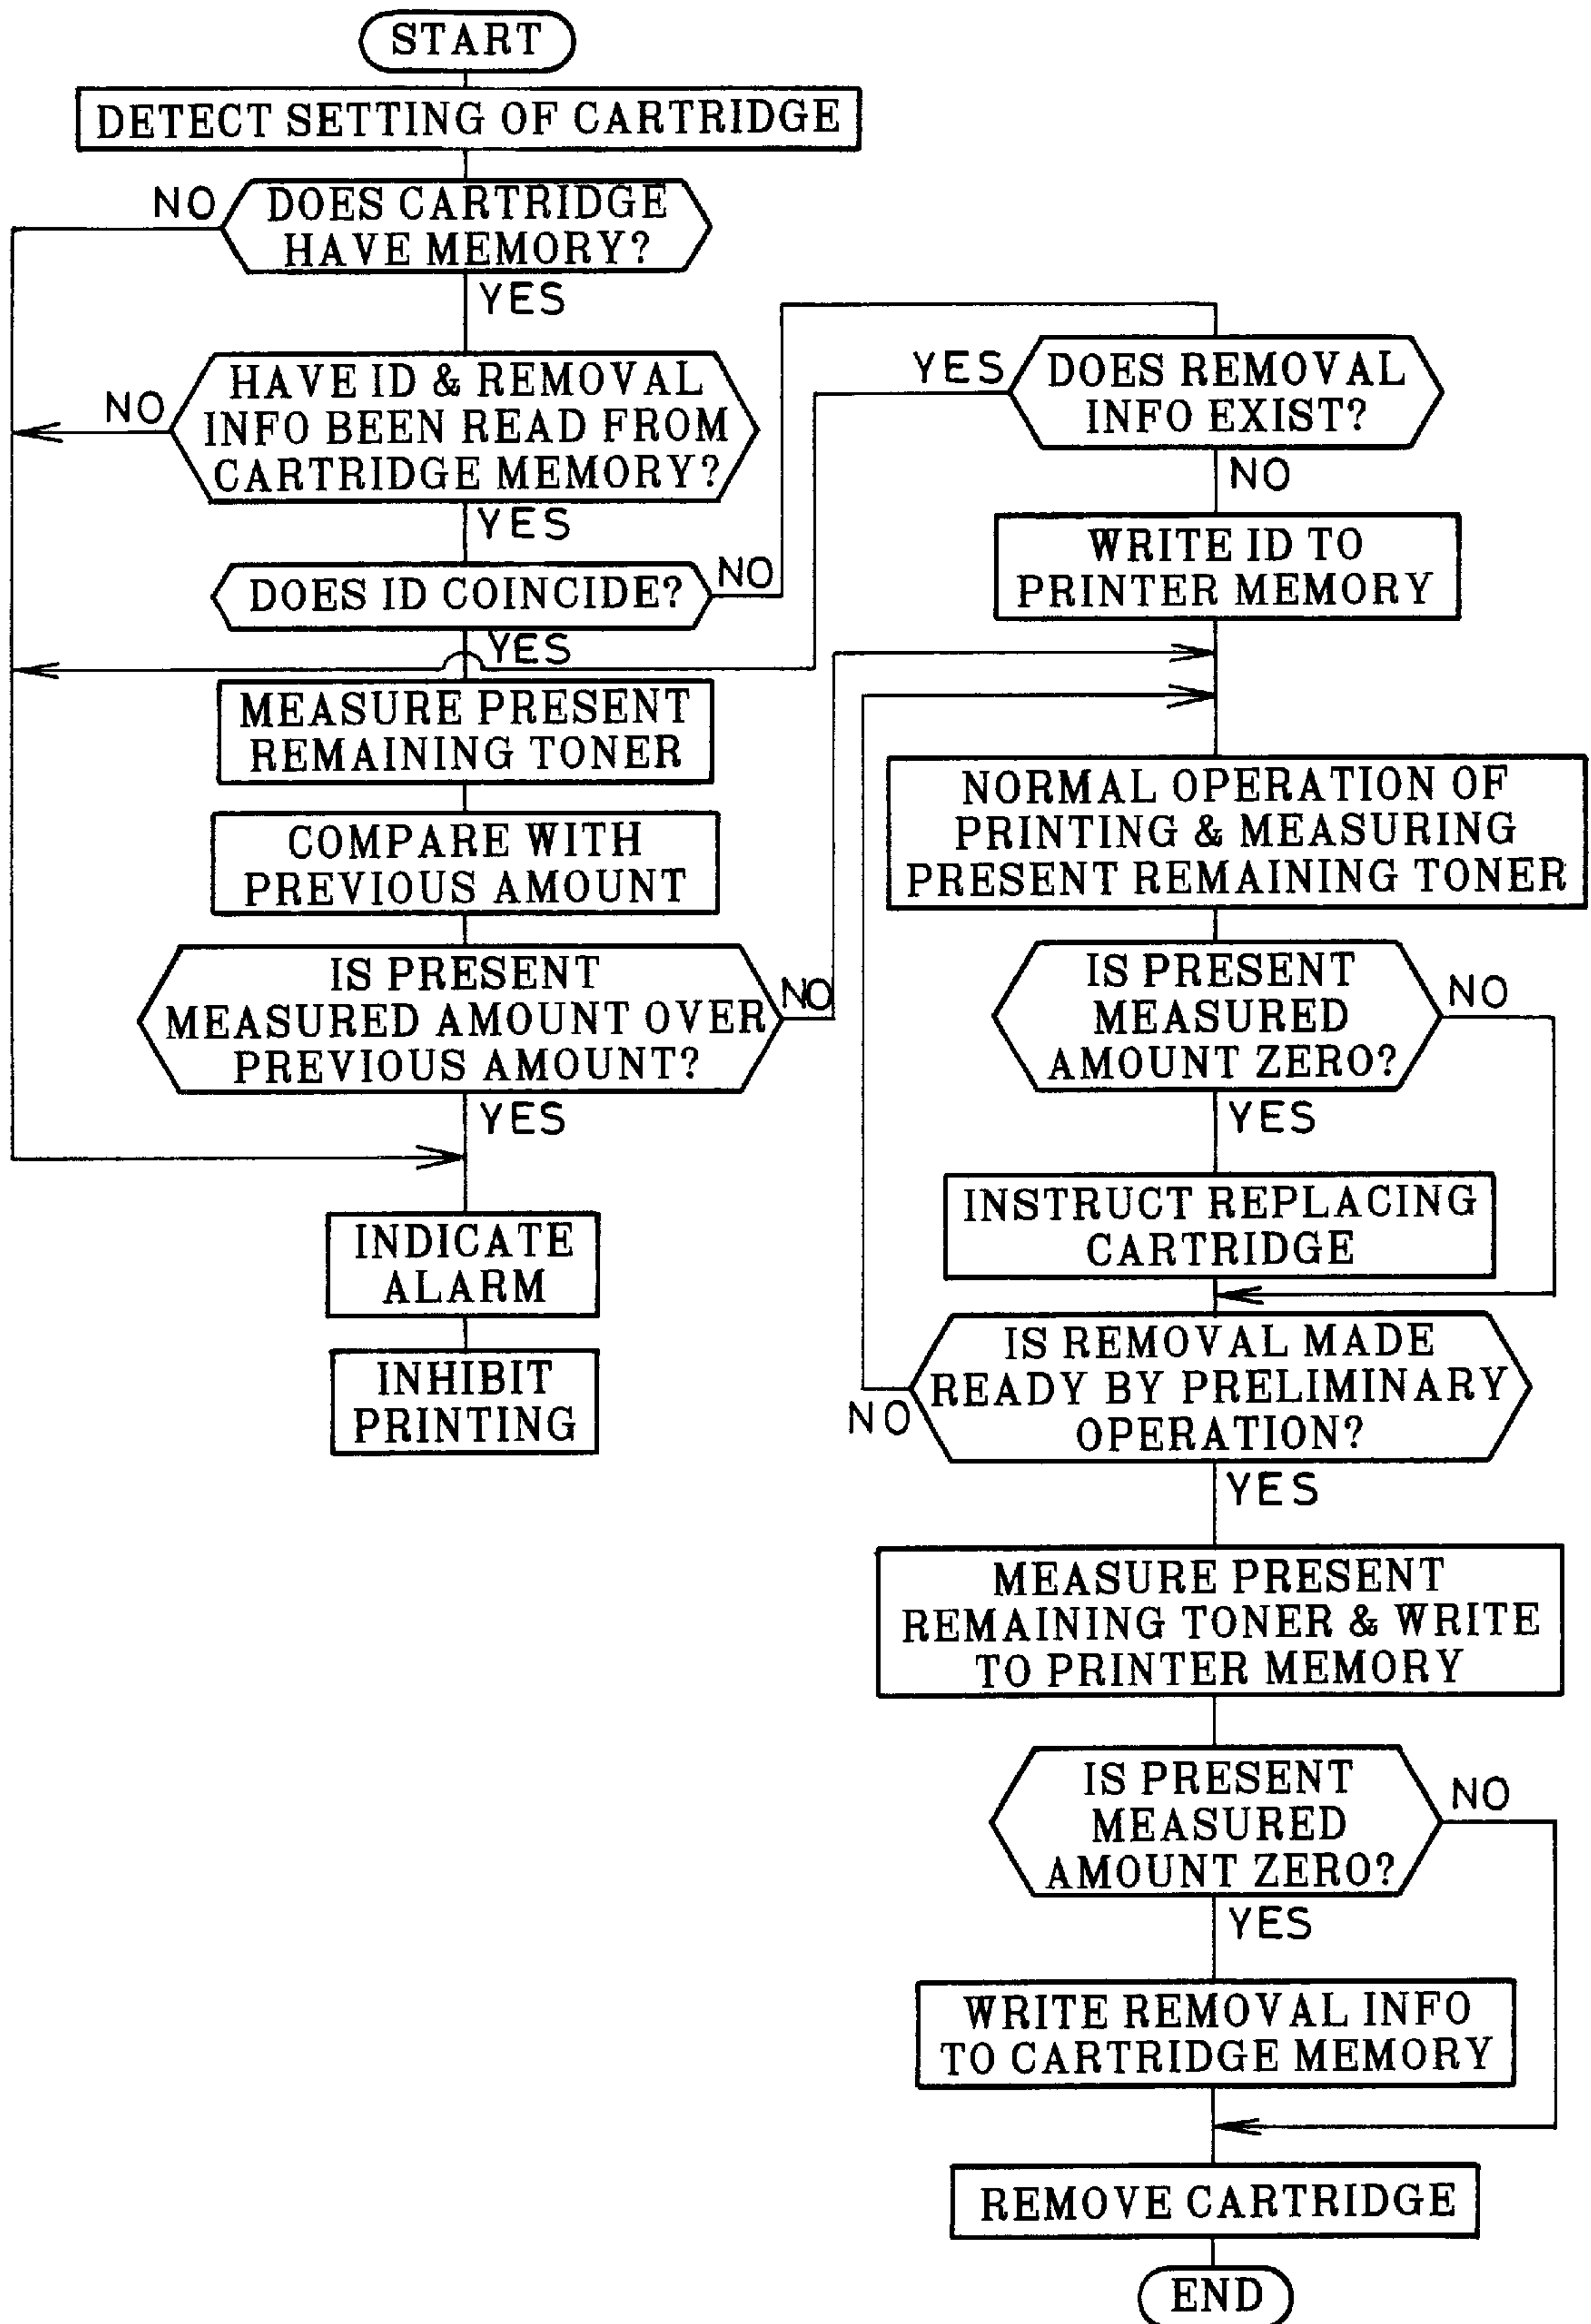 START
DETECT SETTING OF CARTRIDGE
NO
DOES CARTRIDGE
HAVE MEMORY?
YES
NO
HAVE ID & REMOVAL
INFO BEEN READ FROM
CARTRIDGE MEMORY?
YES
DOES ID COINCIDE?
NO
YES
MEASURE PRESENT
REMAINING TONER
COMPARE WITH
PREVIOUS AMOUNT
IS PRESENT
MEASURED AMOUNT OVER
PREVIOUS AMOUNT?
NO
YES
INDICATE
ALARM
INHIBIT
PRINTING
YES
DOES REMOVAL
INFO EXIST?
NO
WRITE ID TO
PRINTER MEMORY
NORMAL OPERATION OF
PRINTING & MEASURING
PRESENT REMAINING TONER
IS PRESENT
MEASURED
AMOUNT ZERO?
NO
YES
INSTRUCT REPLACING
CARTRIDGE
IS REMOVAL MADE
READY BY PRELIMINARY
OPERATION?
NO
YES
MEASURE PRESENT
REMAINING TONER & WRITE
TO PRINTER MEMORY
IS PRESENT
MEASURED
AMOUNT ZERO?
NO
YES
WRITE REMOVAL INFO
TO CARTRIDGE MEMORY
REMOVE CARTRIDGE
END